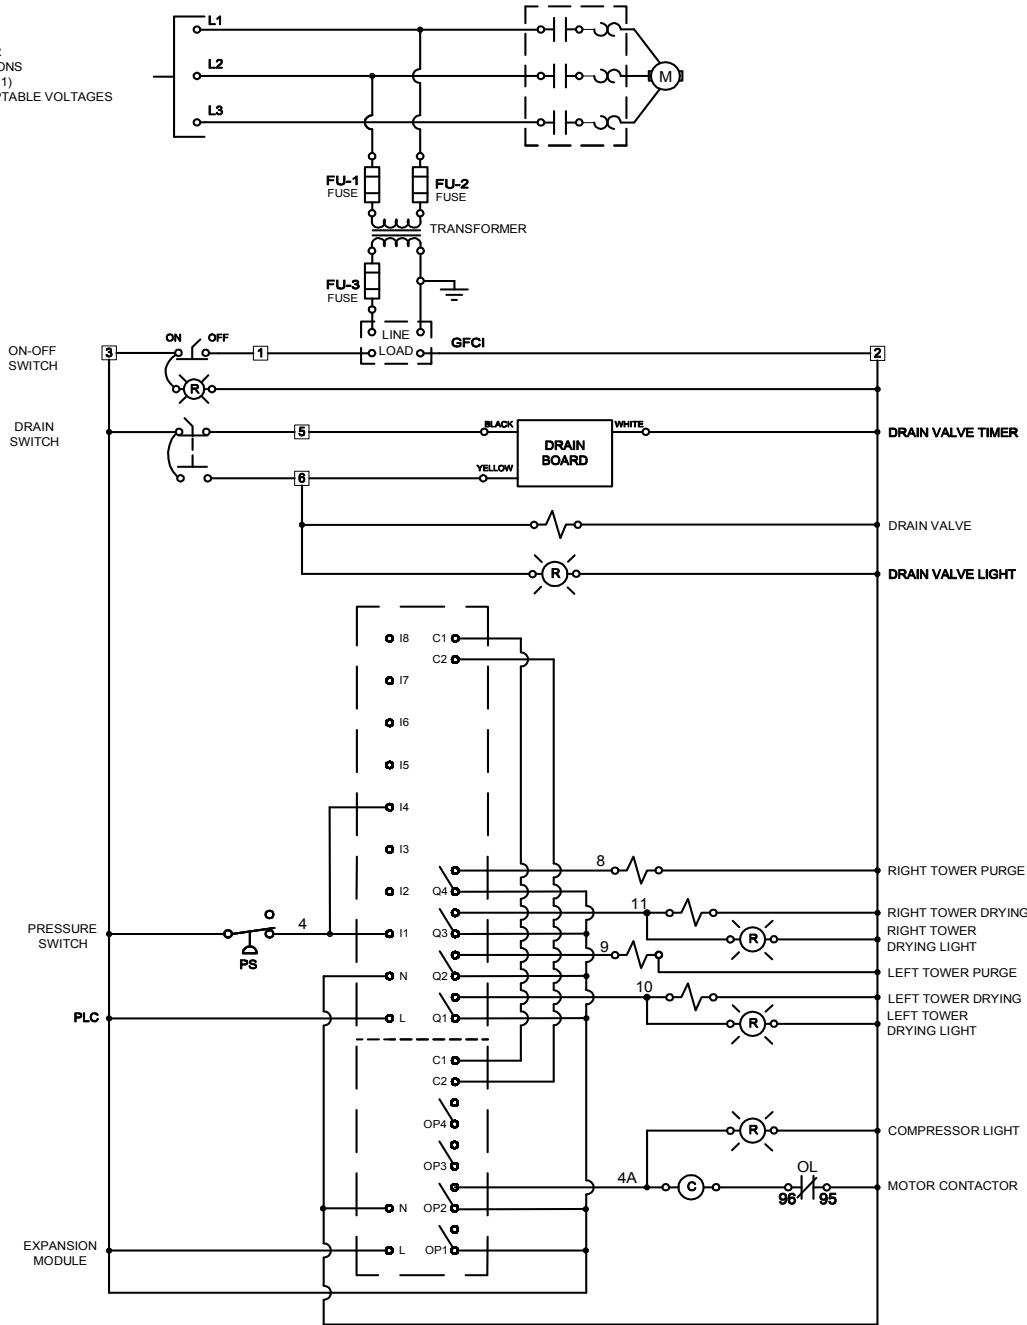 L1
IONS
L2
1)
PTABLE VOLTAGES
L3
M
FU-1
FUSE
FU-2
FUSE
TRANSFORMER
FU-3
FUSE
LINE
LOAD
GFCI
ON-OFF
SWITCH
3
ON
OFF
1
2
R
DRAIN
SWITCH
5
BLACK
DRAIN
BOARD
WHITE
DRAIN VALVE TIMER
6
YELLOW
DRAIN VALVE
R
DRAIN VALVE LIGHT
I8
C1
C2
I7
I6
I5
I4
I3
8
RIGHT TOWER PURGE
I2
Q4
11
RIGHT TOWER DRYING
PRESSURE
SWITCH
PS
4
I1
Q3
R
RIGHT TOWER
DRYING LIGHT
9
LEFT TOWER PURGE
N
Q2
10
LEFT TOWER DRYING
PLC
L
Q1
R
LEFT TOWER
DRYING LIGHT
C1
C2
OP4
R
COMPRESSOR LIGHT
OP3
4A
C
OL
96
95
MOTOR CONTACTOR
N
OP2
EXPANSION
MODULE
L
OP1